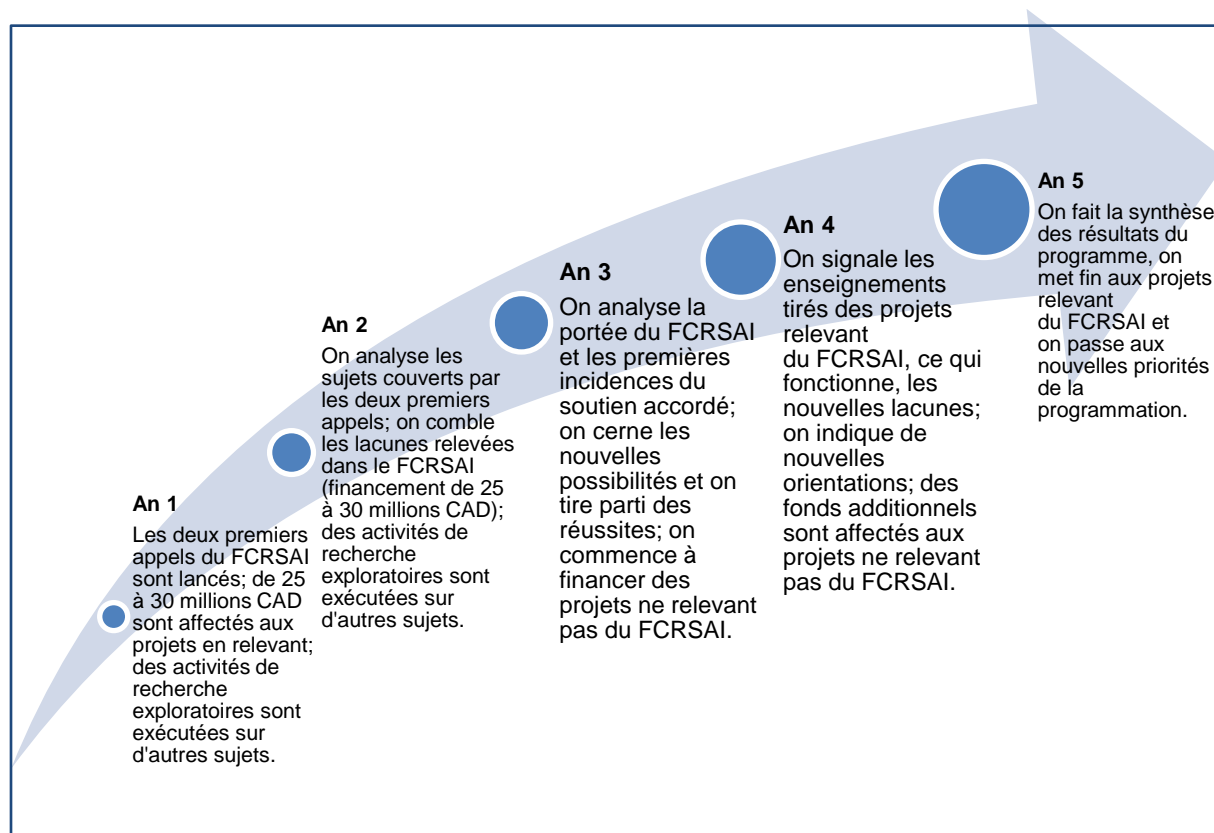 An 1
Les deux premiers
appels du FCRSAI
sont lancés; de 25
à 30 millions CAD
sont affectés aux
projets en relevant;
des activités de
recherche
exploratoires sont
exécutées sur
d'autres sujets.
An 2
On analyse les
sujets couverts par
les deux premiers
appels; on comble
les lacunes relevées
dans le FCRSAI
(financement de 25
à 30 millions CAD);
des activités de
recherche
exploratoires sont
exécutées sur
d'autres sujets.
An 3
On analyse la
portée du FCRSAI
et les premières
incidences du
soutien accordé;
on cerne les
nouvelles
possibilités et on
tire parti des
réussites; on
commence à
financer des
projets ne relevant
pas du FCRSAI.
An 4
On signale les
enseignements
tirés des projets
relevant
du FCRSAI, ce qui
fonctionne, les
nouvelles lacunes;
on indique de
nouvelles
orientations; des
fonds additionnels
sont affectés aux
projets ne relevant
pas du FCRSAI.
An 5
On fait la synthèse
des résultats du
programme, on
met fin aux projets
relevant
du FCRSAI et
on passe aux
nouvelles priorités
de la
programmation.